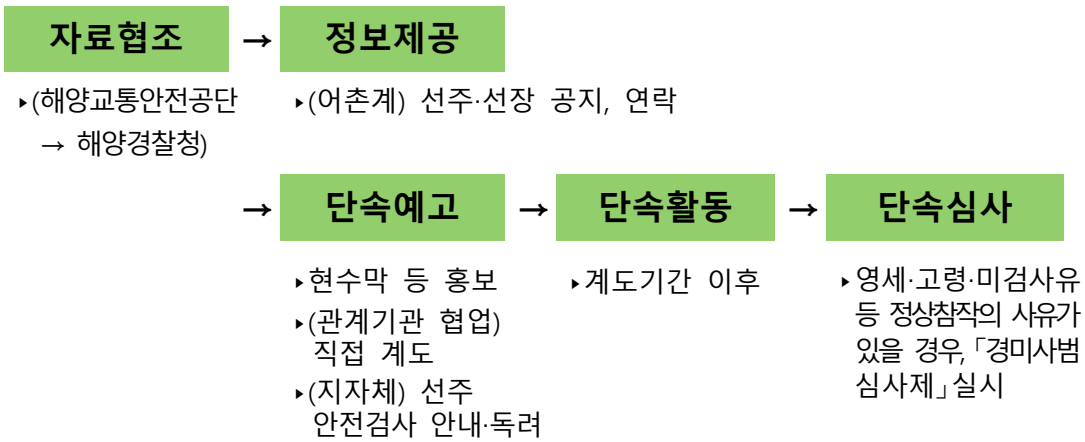 자료협조 → 정보제공
▸(해양교통안전공단
→ 해양경찰청)
▸(어촌계) 선주·선장 공지, 연락
→ 단속예고 → 단속활동 → 단속심사
▸현수막 등 홍보
▸(관계기관 협업)
직접 계도
▸(지자체) 선주
안전검사 안내·독려
▸계도기간 이후
▸영세·고령·미검사유
등 정상참작의 사유가
있을 경우, 「경미사범
심사제」실시